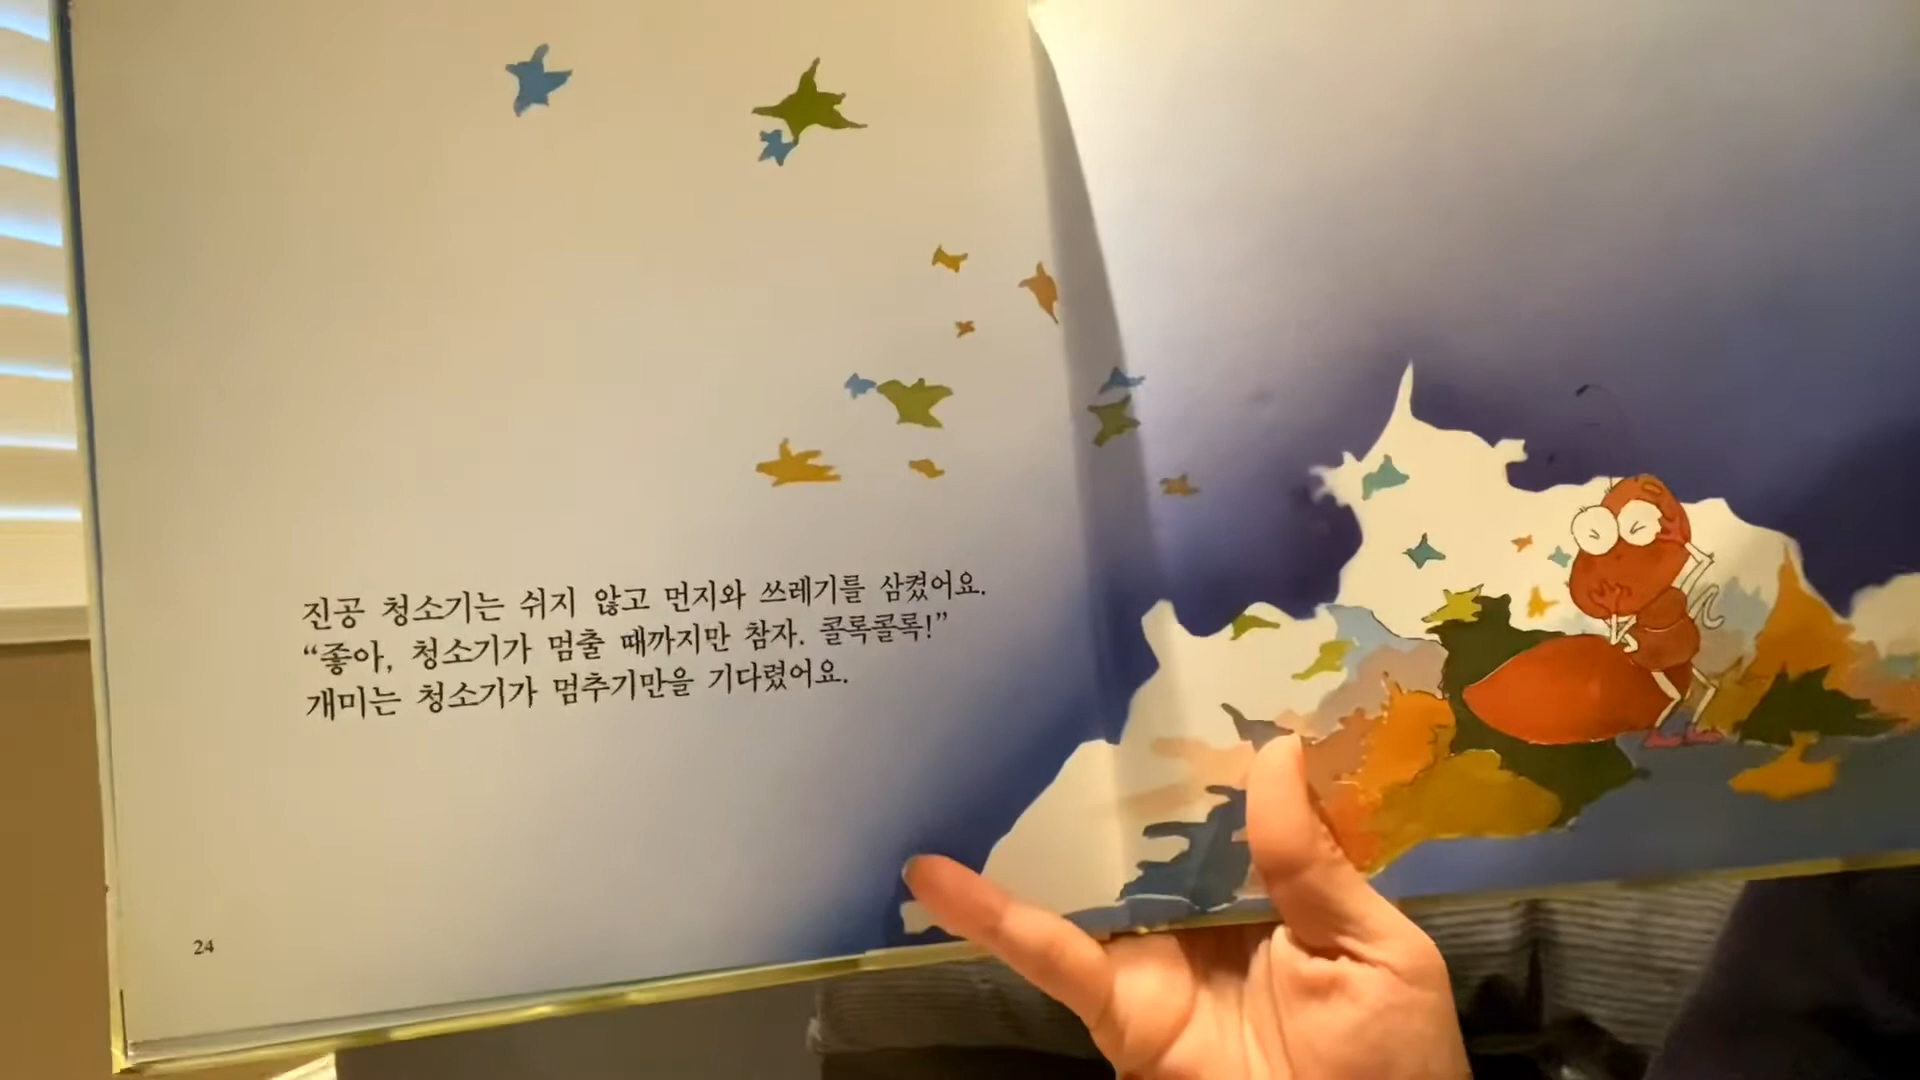 진공 청소기는 쉬지 않고 먼지와 쓰레기를 삼켰어요.
“좋아, 청소기가 멈출 때까지만 참자. 콜록콜록!”
개미는 청소기가 멈추기만을 기다렸어요.
24